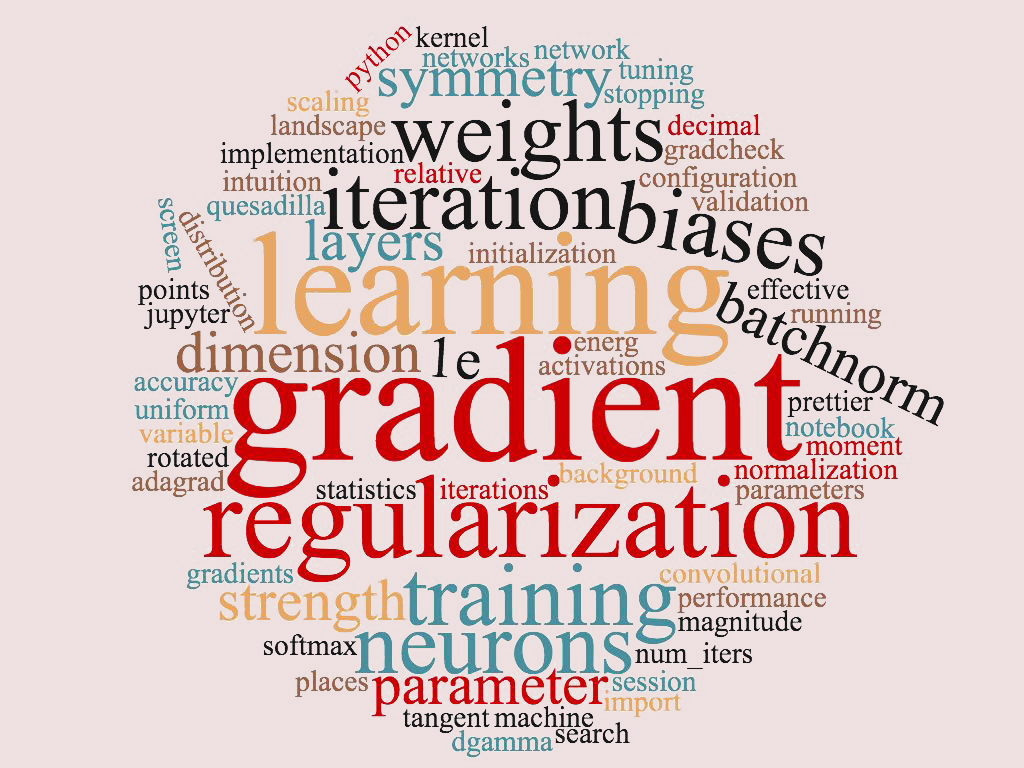 python
kernel
networks
network
symmetry
tuning
stopping
scaling
landscape
weights
decimal
implementation
gradcheck
relative
intuition
iteration
configuration
quesadilla
biases
validation
screen
distribution
layers
initialization
learning
points
effective
jupyter
batchnorm
running
dimension
1e
energ
activations
accuracy
gradient
prettier
uniform
notebook
variable
moment
rotated
background
normalization
adagrad
statistics
iterations
parameters
regularization
gradients
convolutional
strength
training
performance
magnitude
softmax
neurons
num_iters
places
parameter
session
import
tangent
machine
dgamma
search